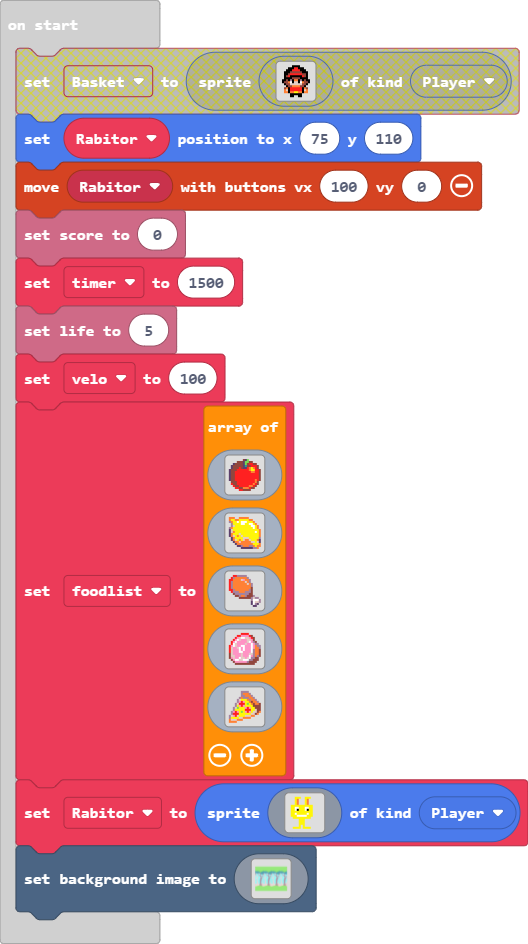 on start
set Basket to sprite of kind Player
set Rabitor position to x 75 y 110
move Rabitor with buttons vx 100 vy 0
set score to 0
set timer to 1500
set life to 5
set velo to 100
array of
set foodlist to
set Rabitor to sprite of kind Player
set background image to